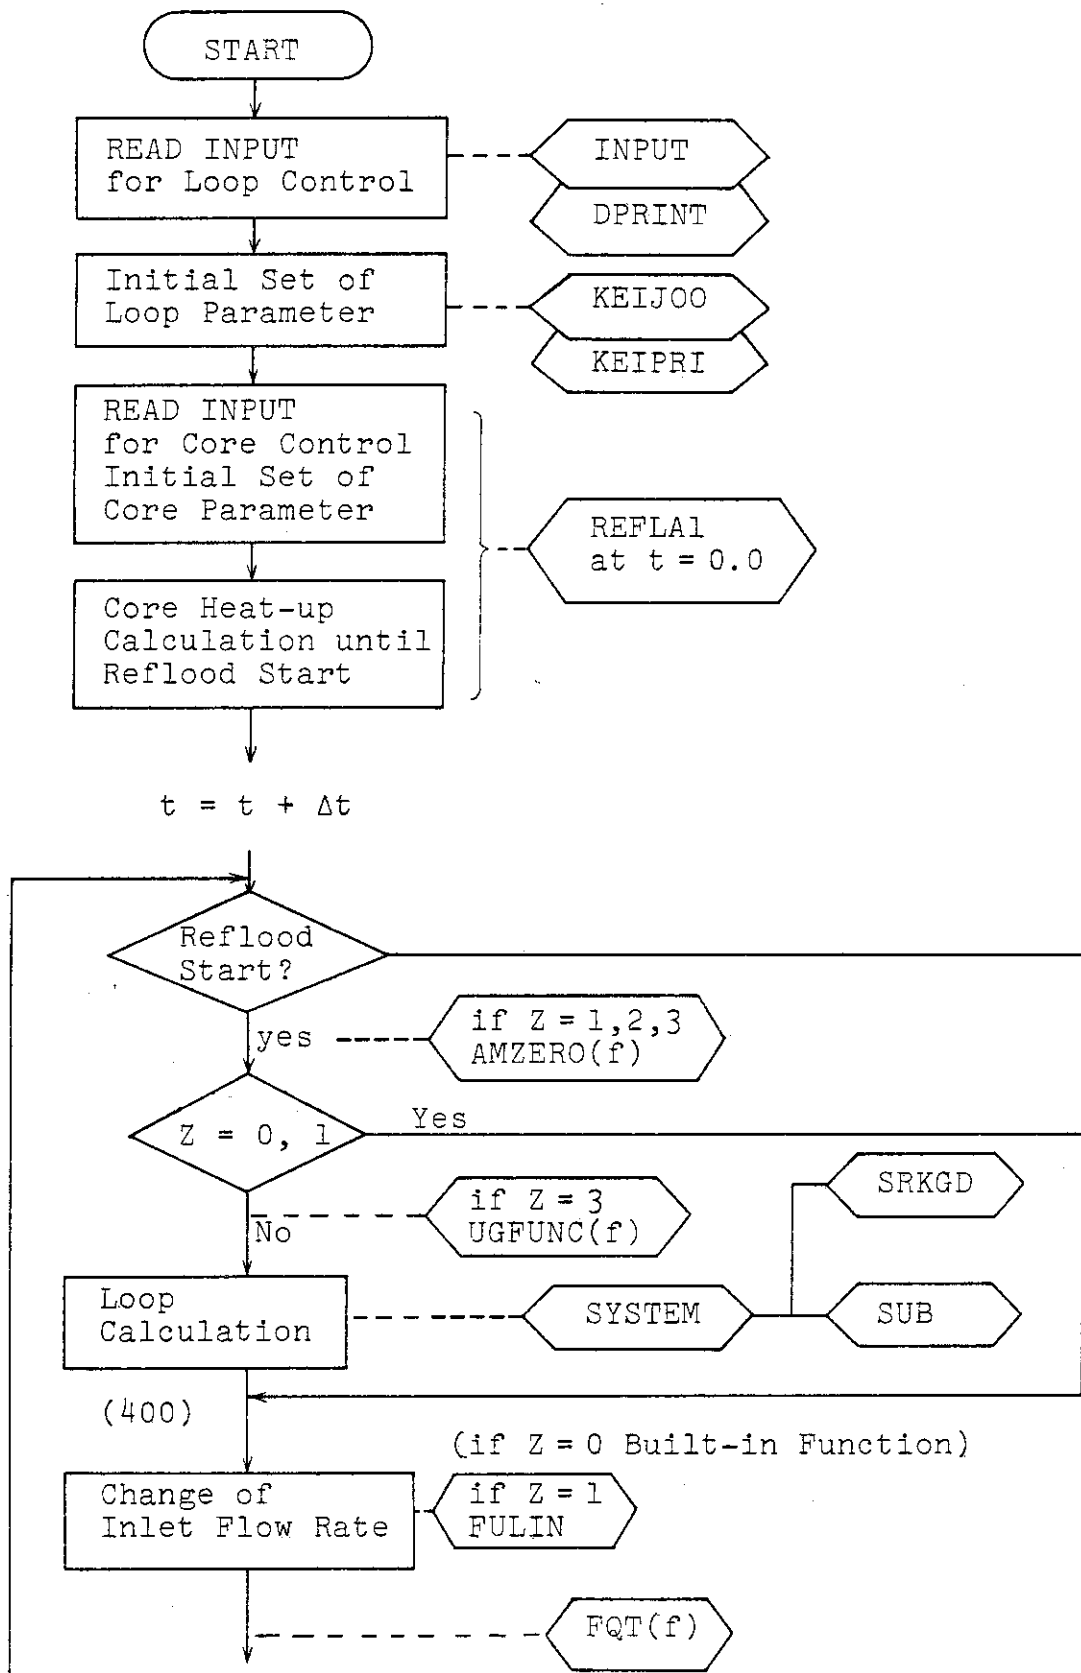 START
READ INPUT
for Loop Control
INPUT
DPRINT
Initial Set of
Loop Parameter
KEIJOO
KEIPRI
READ INPUT
for Core Control
Initial Set of
Core Parameter
REFLA1
at t = 0.0
Core Heat-up
Calculation until
Reflood Start
t = t + Δt
Reflood
Start?
yes
if Z = 1,2,3
AMZERO(f)
Z = 0, 1
Yes
SRKGD
if Z = 3
UGFUNC(f)
No
Loop
Calculation
SYSTEM
SUB
(400)
(if Z = 0 Built-in Function)
Change of
Inlet Flow Rate
if Z = 1
FULIN
FQT(f)